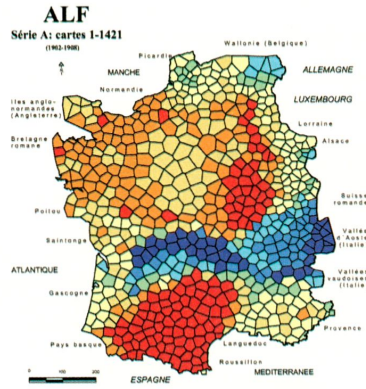 ALF
Série A: cartes 1-1421
(1902-1908)
Wallonie (Belgique)
Picardie
MANCHE
ALLEMAGNE
Normandie
LUXEMBOURG
Iles anglo-
normandes
(Angleterre)
Lorraine
Bretagne
romane
Alsace
Suisse
romande
Poitou
Vallée
d'Aoste
(Italie
Saintonge
ATLANTIQUE
Vallées
vaudoises
(Italie
Gascogne
Provence
Pays basque
Languedoc
Roussillon
MEDITERRANEE
ESPAGNE
0 100 200